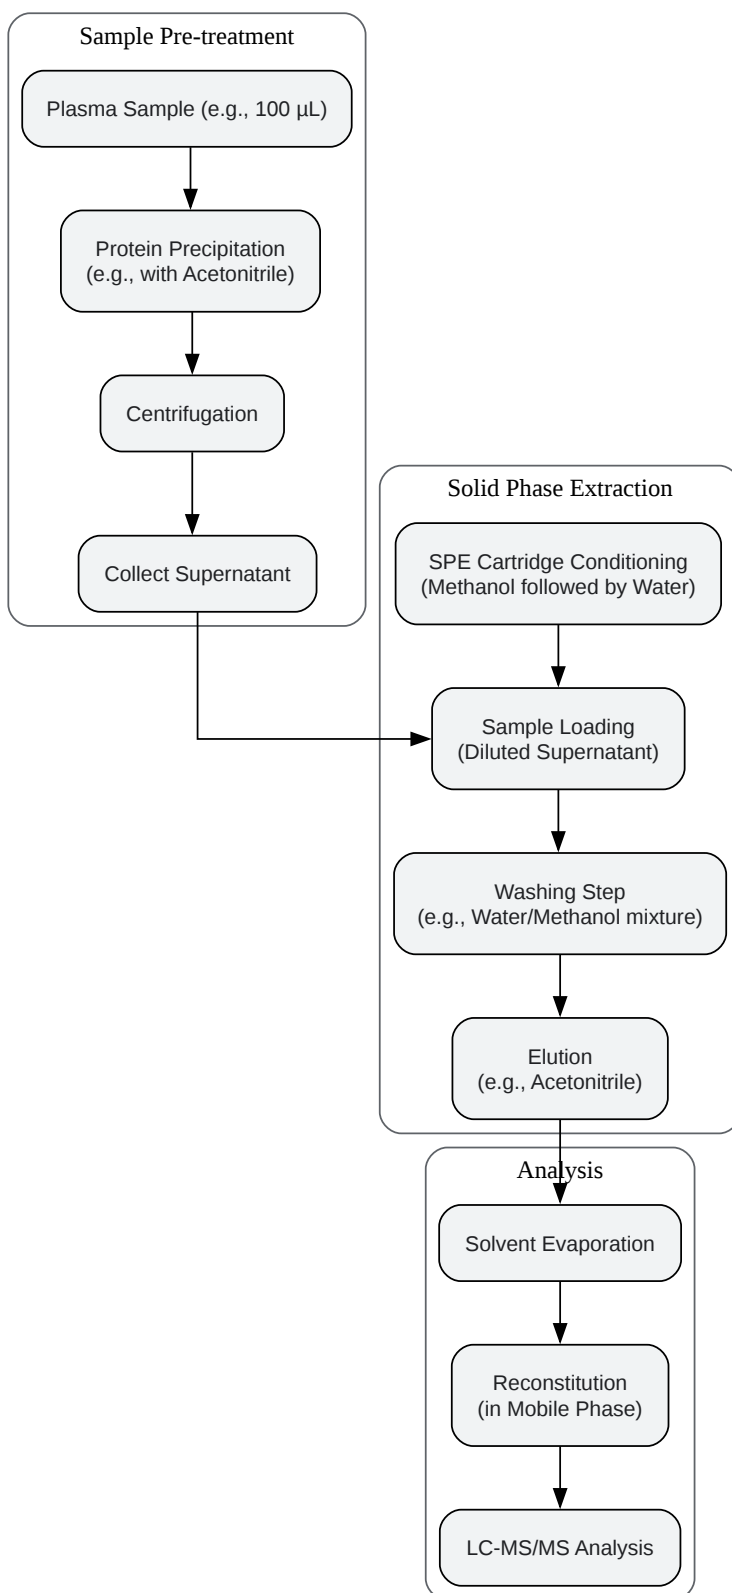 Sample Pre-treatment
Plasma Sample (e.g., 100 µL)
Protein Precipitation
(e.g., with Acetonitrile)
Centrifugation
Collect Supernatant
Solid Phase Extraction
SPE Cartridge Conditioning
(Methanol followed by Water)
Sample Loading
(Diluted Supernatant)
Washing Step
(e.g., Water/Methanol mixture)
Elution
(e.g., Acetonitrile)
Analysis
Solvent Evaporation
Reconstitution
(in Mobile Phase)
LC-MS/MS Analysis